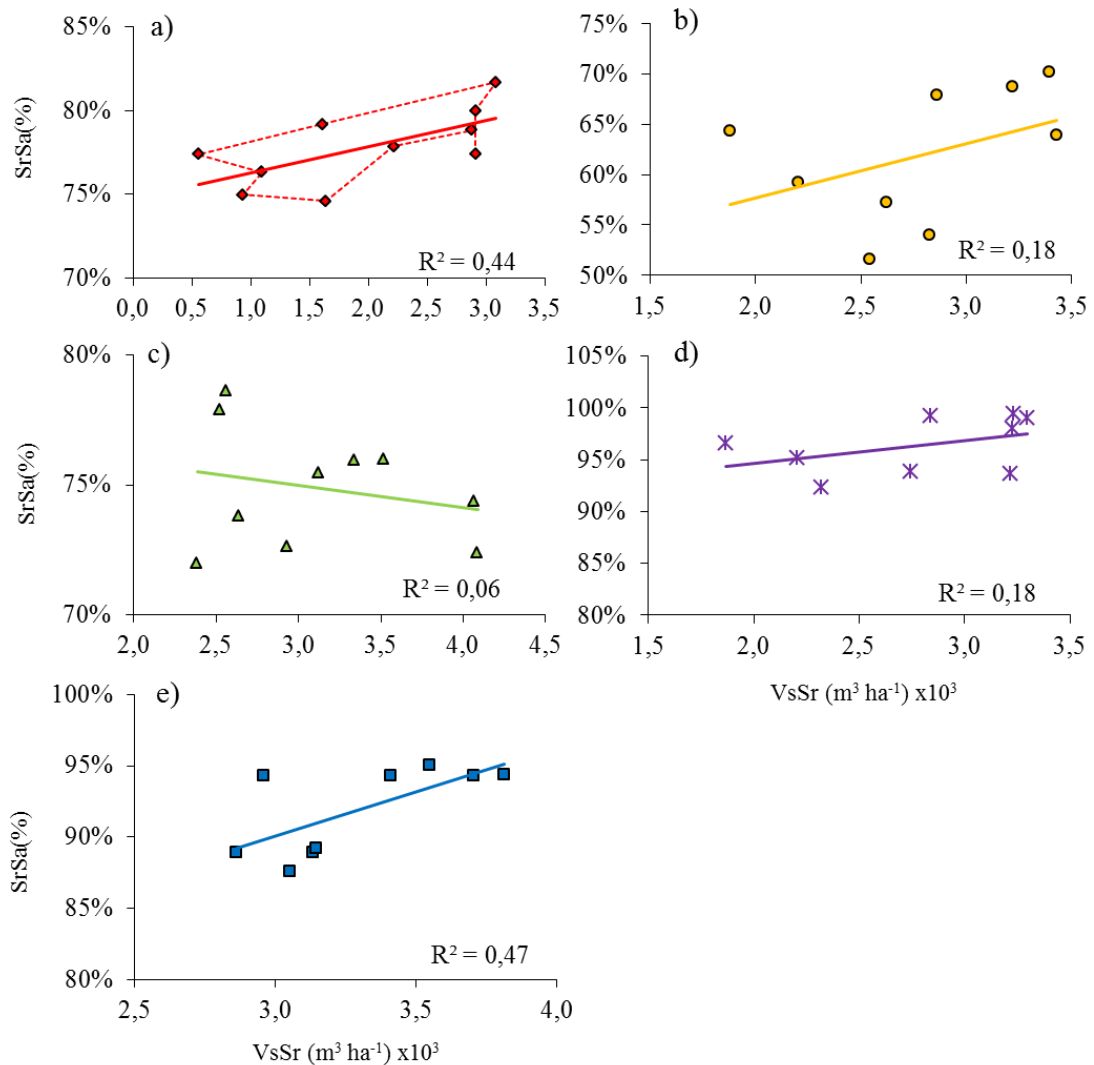 a)
85%
80%
75%
70%
SrSa(%)
0,0 0,5 1,0 1,5 2,0 2,5 3,0 3,5
R² = 0,44
b)
75%
70%
65%
60%
55%
50%
1,5 2,0 2,5 3,0 3,5
R² = 0,18
c)
80%
75%
70%
SrSa(%)
2,0 2,5 3,0 3,5 4,0 4,5
R² = 0,06
d)
105%
100%
95%
90%
85%
80%
1,5 2,0 2,5 3,0 3,5
R² = 0,18
VsSr (m³ ha⁻¹) x10³
e)
100%
95%
90%
85%
80%
SrSa(%)
2,5 3,0 3,5 4,0
R² = 0,47
VsSr (m³ ha⁻¹) x10³